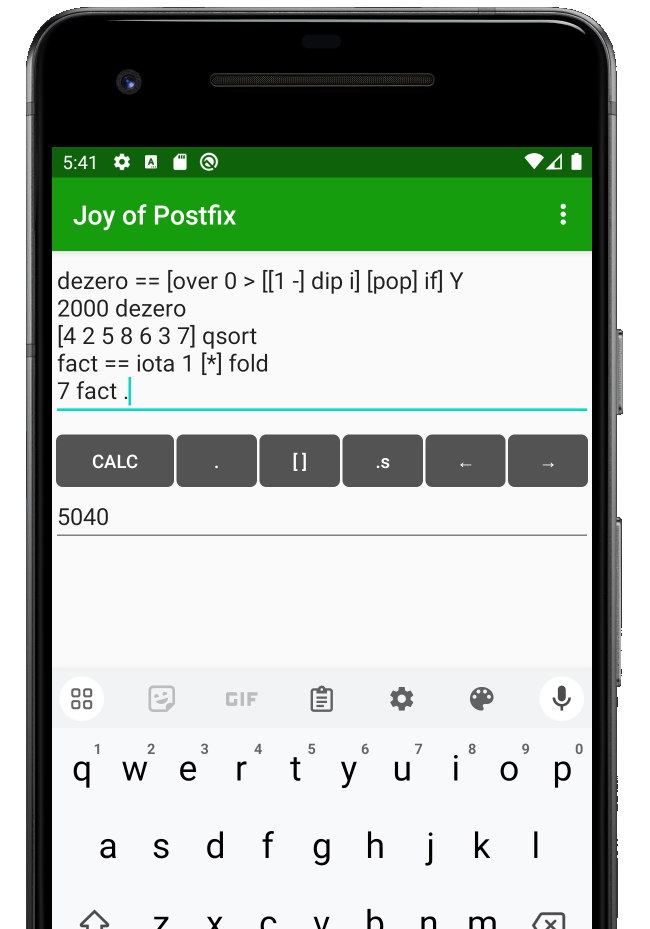 5:41
Joy of Postfix
dezero == [over 0 > [[1 -] dip i] [pop] if] Y
2000 dezero
[4 2 5 8 6 3 7] qsort
fact == iota 1 [*] fold
7 fact .
CALC . [] .s ← →
5040
GIF
1 2 3 4 5 6 7 8 9 0
q w e r t y u i o p
a s d f g h j k l
z x c v b n m